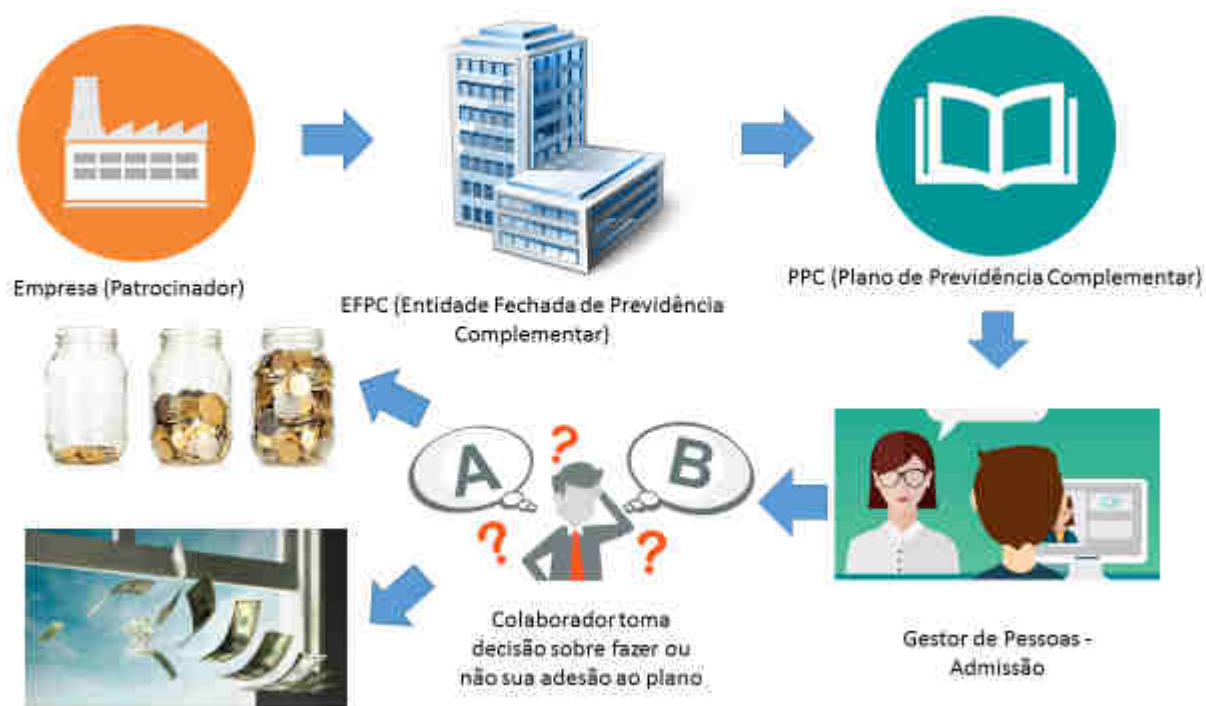 Empresa (Patrocinador)
EFPC (Entidade Fechada de Previdência
Complementar)
PPC (Plano de Previdência Complementar)
A
B
?
?
?
Colaborador toma
decisão sobre fazer ou
não sua adesão ao plano
Gestor de Pessoas -
Admissão